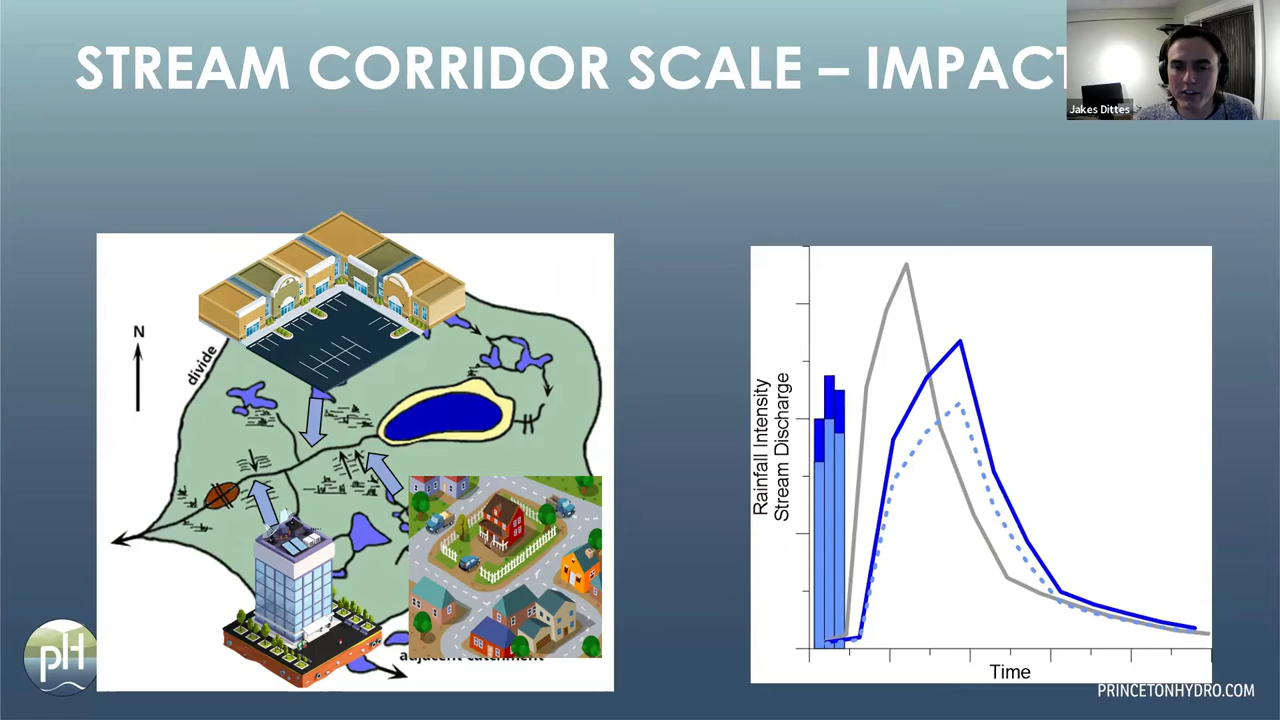 STREAM CORRIDOR SCALE – IMPACT
Jakes Dittes
N
divide
adjacent catchment
Rainfall Intensity
Stream Discharge
Time
pH
PRINCETONHYDRO.COM